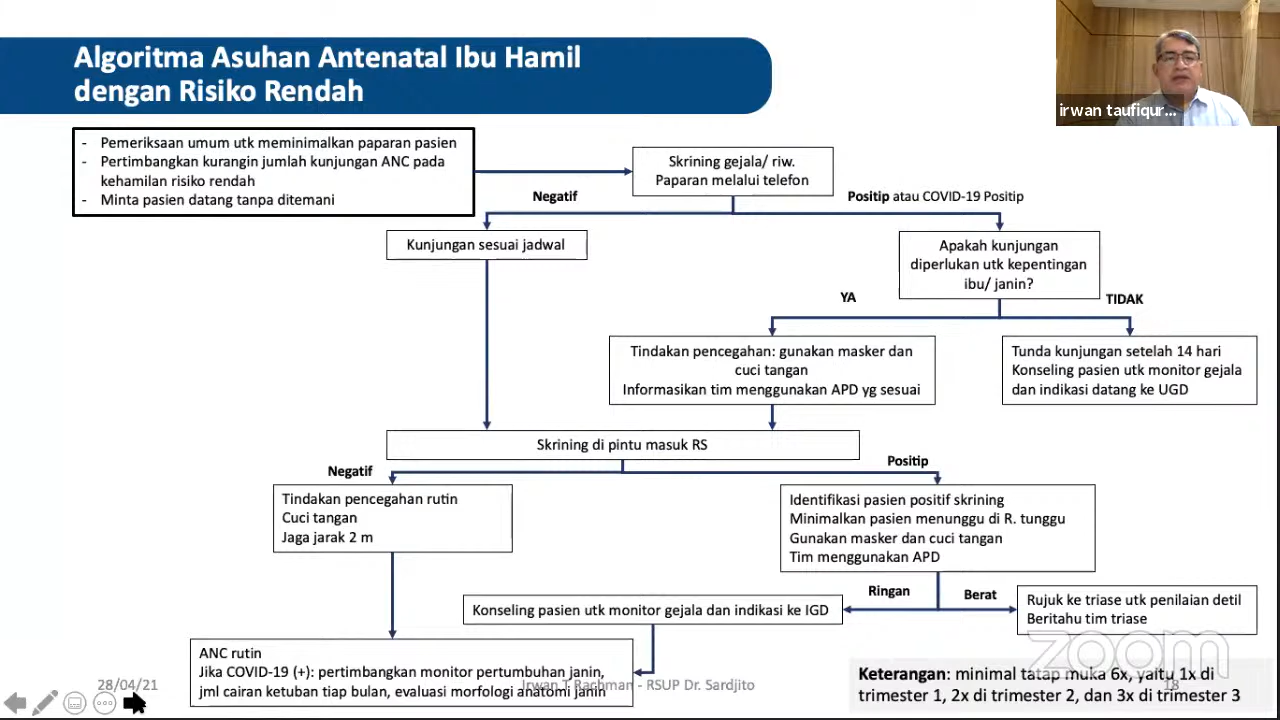 Algoritma Asuhan Antenatal Ibu Hamil
dengan Risiko Rendah
irwan taufiqur...
- Pemeriksaan umum utk meminimalkan paparan pasien
- Pertimbangkan kurangin jumlah kunjungan ANC pada
kehamilan risiko rendah
- Minta pasien datang tanpa ditemani
Skrining gejala/ riw.
Paparan melalui telefon
Negatif
Positip atau COVID-19 Positip
Kunjungan sesuai jadwal
Apakah kunjungan
diperlukan utk kepentingan
ibu/ janin?
YA
TIDAK
Tindakan pencegahan: gunakan masker dan
cuci tangan
Informasikan tim menggunakan APD yg sesuai
Tunda kunjungan setelah 14 hari
Konseling pasien utk monitor gejala
dan indikasi datang ke UGD
Skrining di pintu masuk RS
Negatif
Positip
Tindakan pencegahan rutin
Cuci tangan
Jaga jarak 2 m
Identifikasi pasien positif skrining
Minimalkan pasien menunggu di R. tunggu
Gunakan masker dan cuci tangan
Tim menggunakan APD
Ringan
Berat
Konseling pasien utk monitor gejala dan indikasi ke IGD
Rujuk ke triase utk penilaian detil
Beritahu tim triase
ANC rutin
Jika COVID-19 (+): pertimbangkan monitor pertumbuhan janin,
jml cairan ketuban tiap bulan, evaluasi morfologi anatomi janin
28/04/21
Irwan T Rachman - RSUP Dr. Sardjito
18
zoom
Keterangan: minimal tatap muka 6x, yaitu 1x di
trimester 1, 2x di trimester 2, dan 3x di trimester 3